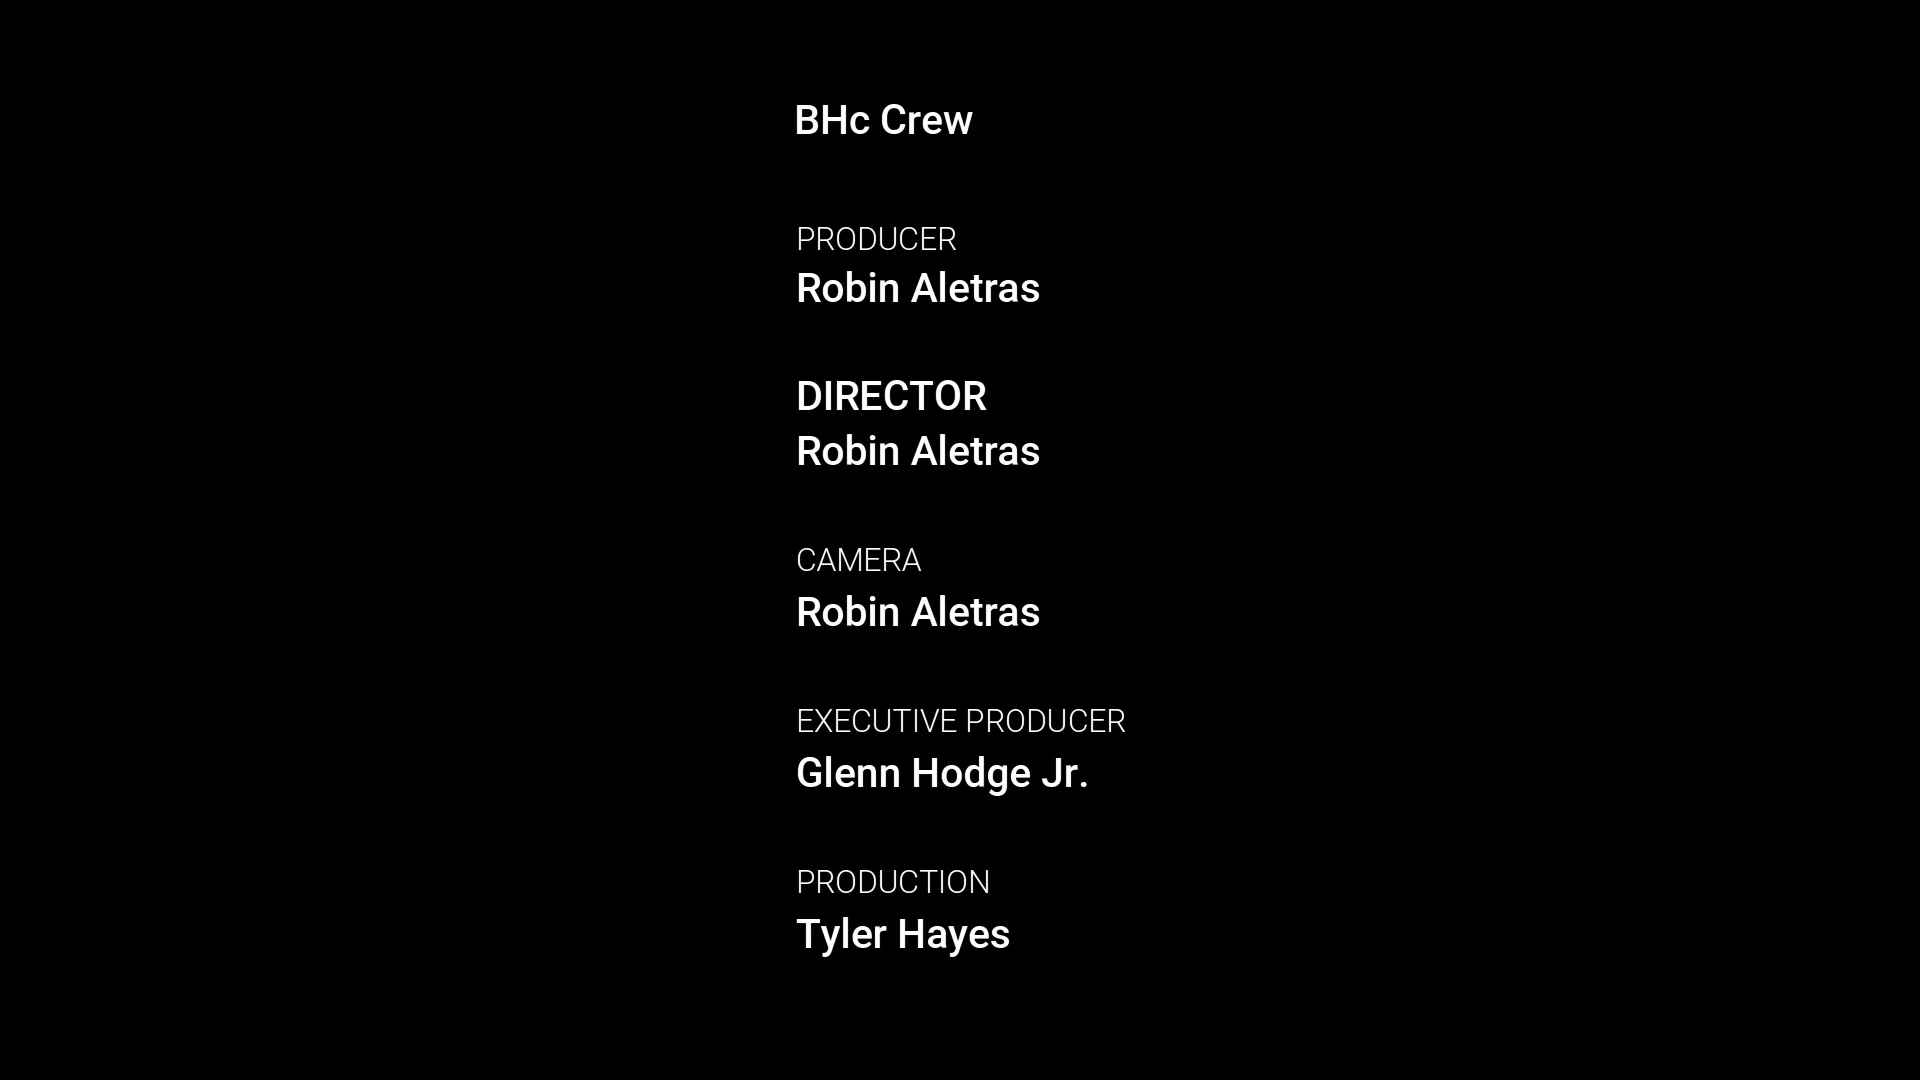 BHc Crew
PRODUCER
Robin Aletras
DIRECTOR
Robin Aletras
CAMERA
Robin Aletras
EXECUTIVE PRODUCER
Glenn Hodge Jr.
PRODUCTION
Tyler Hayes